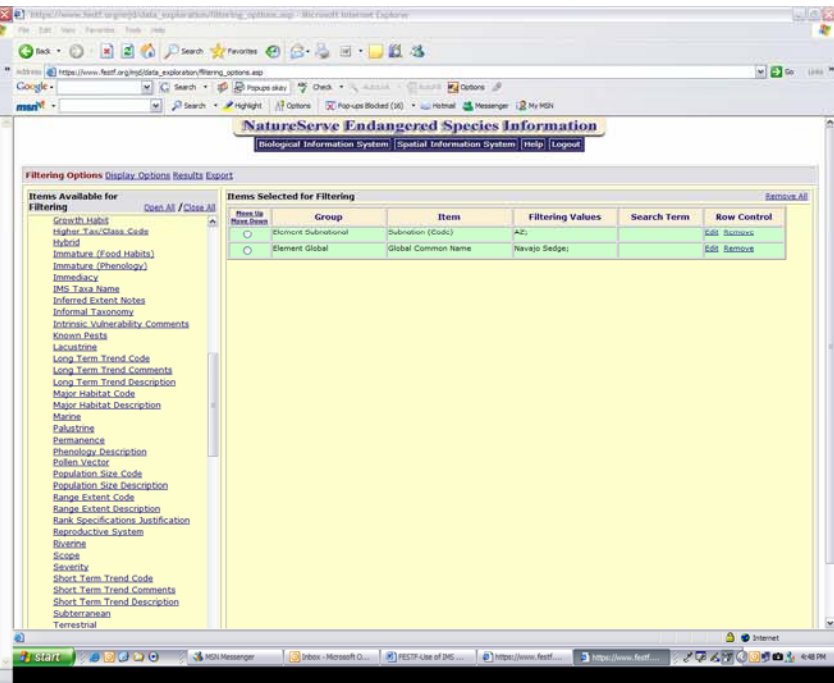 https://www.festf.org/mjd/data_exploration/filtering_options.asp - Microsoft Internet Explorer
File Edit View Favorites Tools Help
Back Search Favorites
Address https://www.festf.org/mjd/data_exploration/filtering_options.asp Go Links
Google Search Popups okay Check AutoLink AutoFill Options
msn Search Highlight Options Pop-ups Blocked (16) Hotmail Messenger My MSN
NatureServe Endangered Species Information
Biological Information System Spatial Information System Help Logout
Filtering Options Display Options Results Export
Items Available for Filtering Open All / Close All
Items Selected for Filtering Remove All
Move Up Move Down Group Item Filtering Values Search Term Row Control
Element Subnational Subnation (Code) AZ; Edit Remove
Element Global Global Common Name Navajo Sedge; Edit Remove
Growth Habit
Higher Tax/Class Code
Hybrid
Immature (Food Habits)
Immature (Phenology)
Immediacy
IMS Taxa Name
Inferred Extent Notes
Informal Taxonomy
Intrinsic Vulnerability Comments
Known Pests
Lacustrine
Long Term Trend Code
Long Term Trend Comments
Long Term Trend Description
Major Habitat Code
Major Habitat Description
Marine
Palustrine
Permanence
Phenology Description
Pollen Vector
Population Size Code
Population Size Description
Range Extent Code
Range Extent Description
Rank Specifications Justification
Reproductive System
Riverine
Scope
Severity
Short Term Trend Code
Short Term Trend Comments
Short Term Trend Description
Subterranean
Terrestrial
Internet
start MSN Messenger Inbox - Microsoft O... FESTF-Use of IMS ... https://www.festf.... https://www.festf.... 4:48 PM